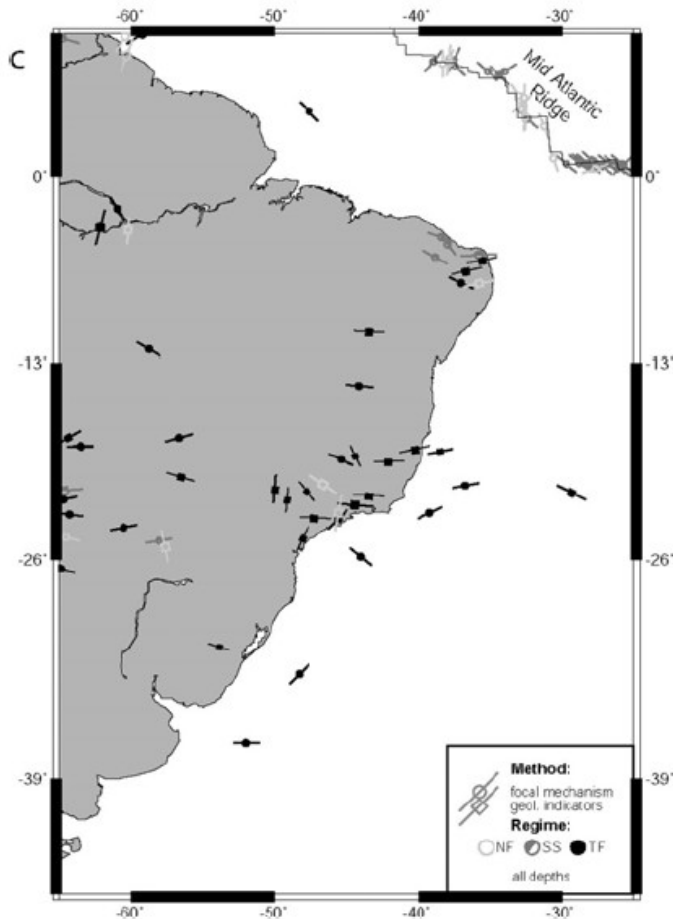 C
-60˚ -50˚ -40˚ -30˚
Mid Atlantic
Ridge
0˚ 0˚
-13˚ -13˚
-26˚ -26˚
-39˚ -39˚
Method:
focal mechanism
geol. indicators
Regime:
NF SS TF
all depths
-60˚ -50˚ -40˚ -30˚